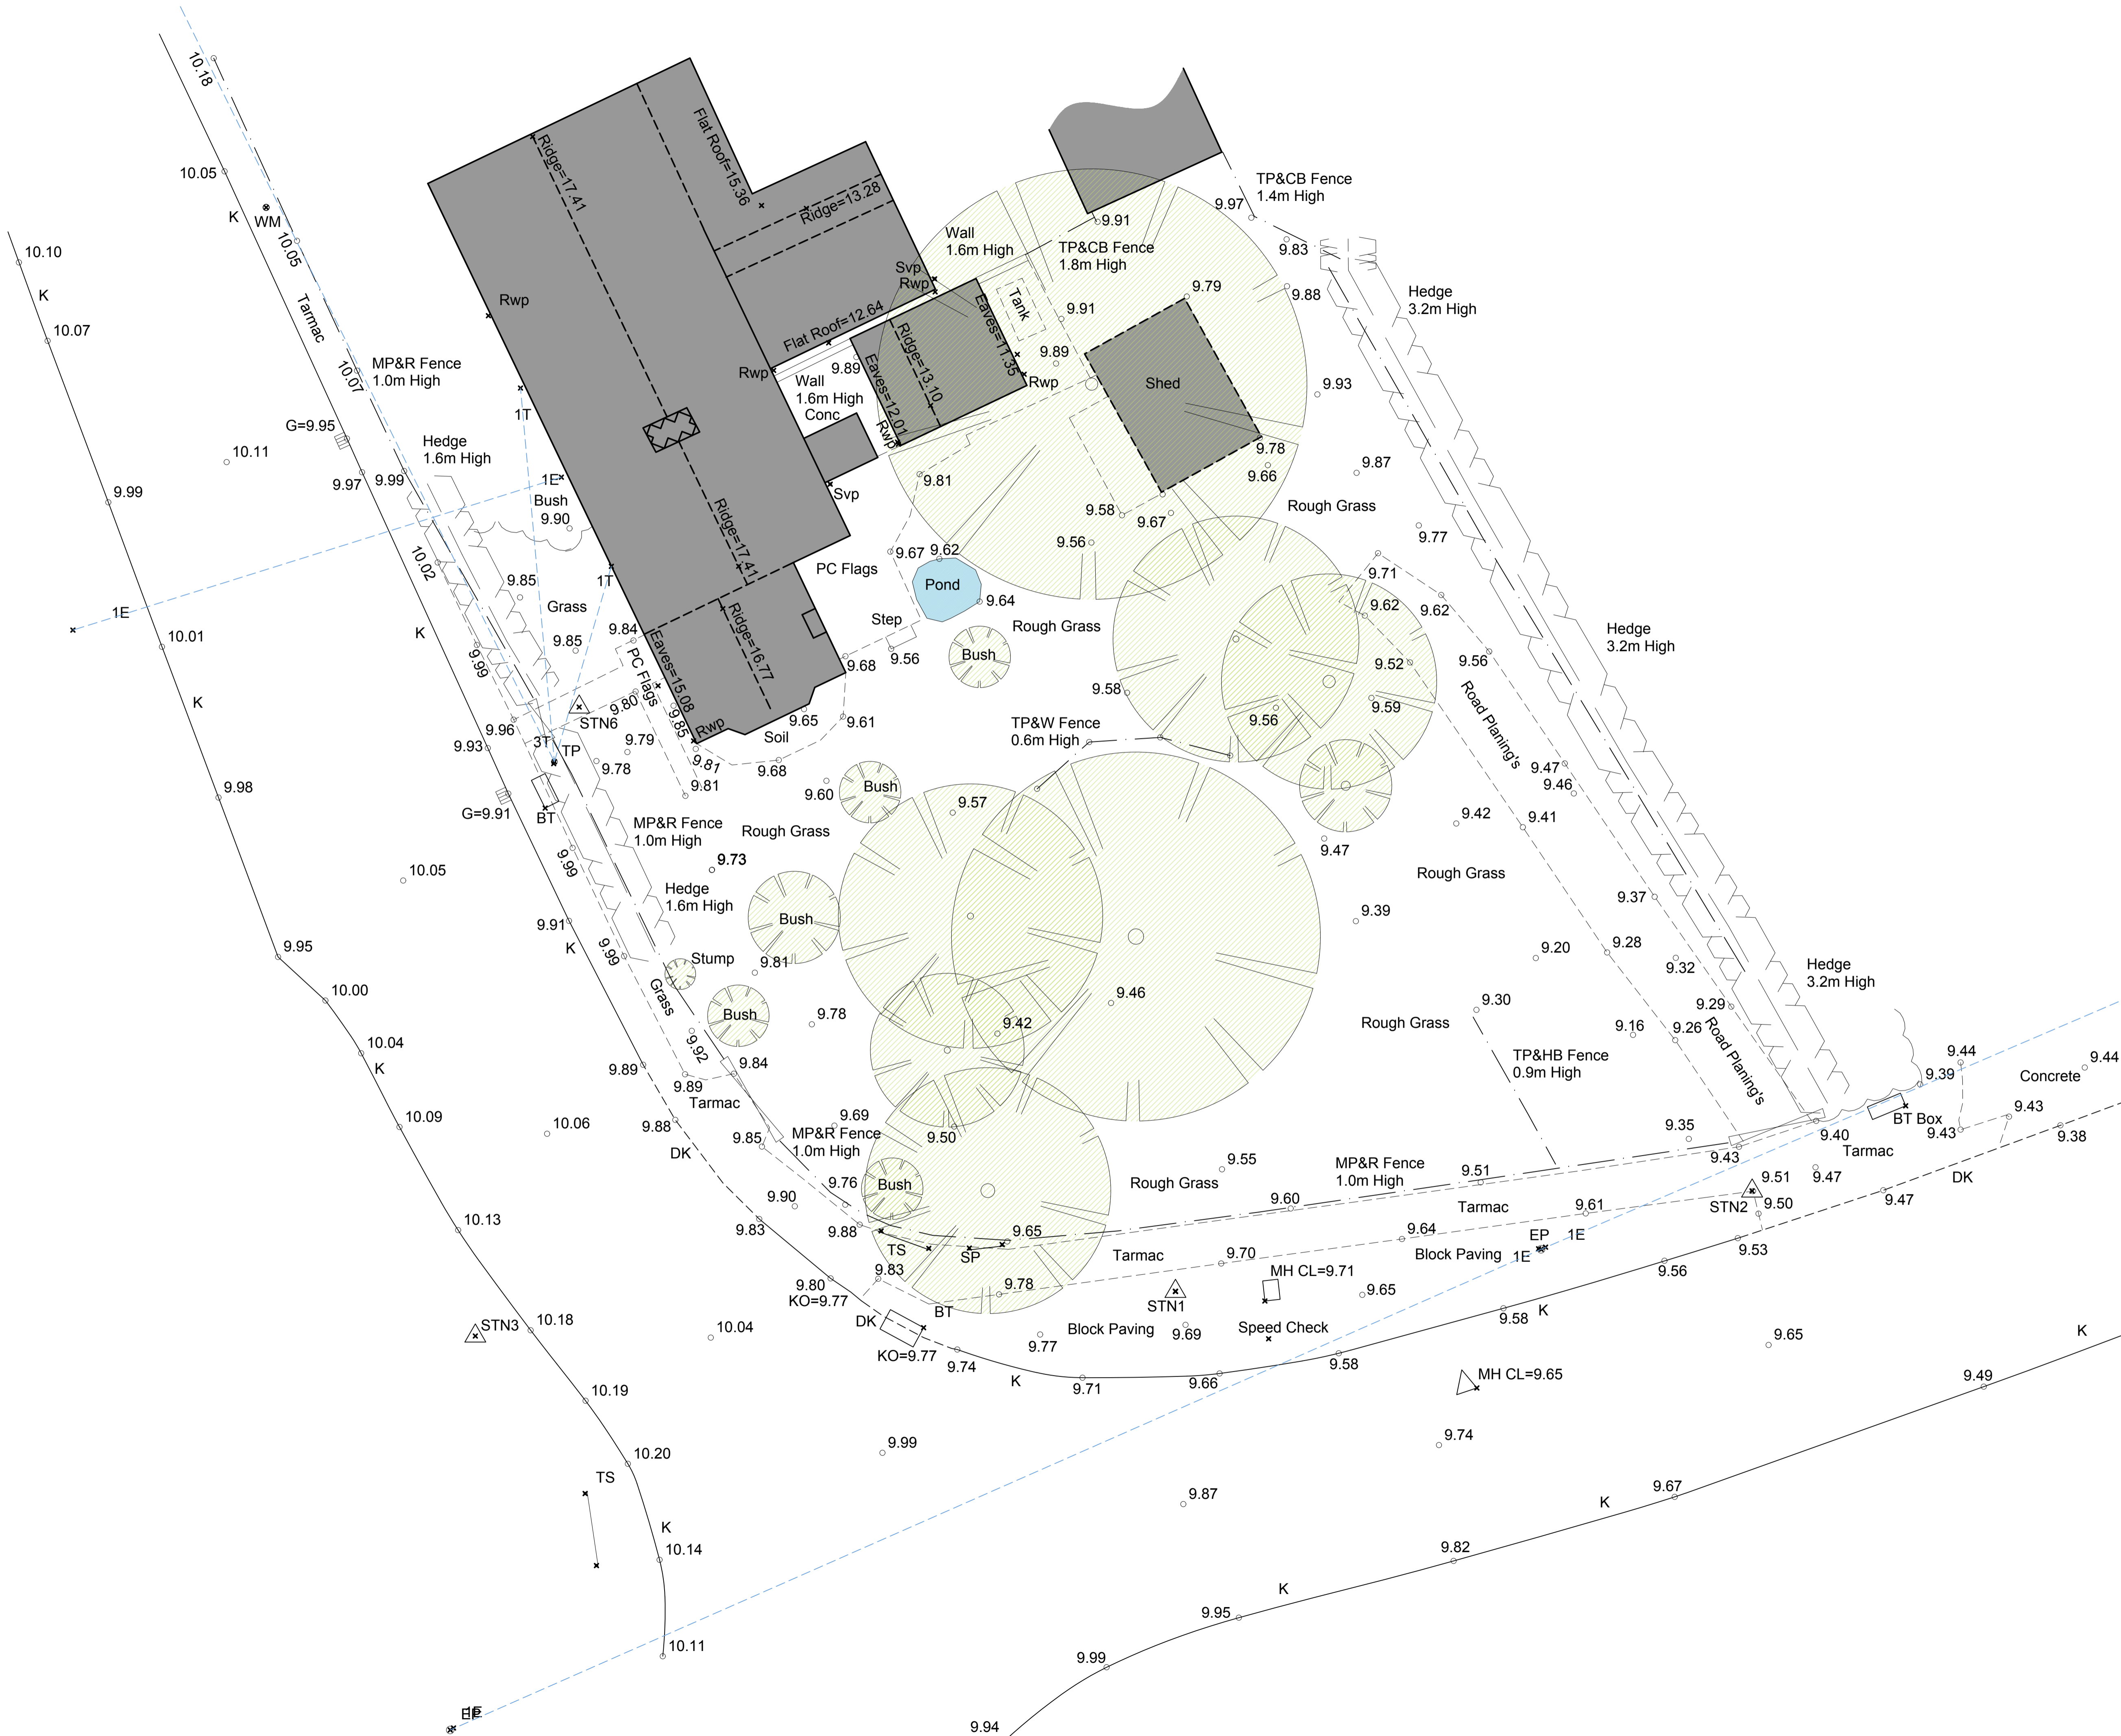 10.18
10.05
K
WM
10.05
Tarmac
10.10
K
10.07
10.07
MP&R Fence
1.0m High
G=9.95
10.11
9.97
9.99
Hedge
1.6m High
9.99
10.02
K
1E
10.01
K
9.99
9.96
9.93
G=9.91
9.98
10.05
9.91
K
9.99
9.99
9.95
10.00
10.04
K
10.09
10.06
10.13
STN3
10.18
10.19
10.20
TS
K
10.14
10.11
EP
1E
Ridge=17.41
Flat Roof=15.36
Ridge=13.28
Rwp
Flat Roof=12.64
Svp
Rwp
Rwp
Wall
1.6m High
TP&CB Fence
1.8m High
9.91
TP&CB Fence
1.4m High
9.97
9.83
9.88
Hedge
3.2m High
Tank
9.91
9.79
9.89
Eaves=11.35
Ridge=13.10
Eaves=12.01
9.89
Wall
1.6m High
Conc
Rwp
Rwp
Shed
9.93
9.78
9.66
9.87
Rough Grass
9.77
9.81
9.58
9.67
9.56
Svp
1T
1E
Bush
9.90
1T
Ridge=17.41
PC Flags
9.67
9.62
Pond
9.64
Step
9.56
Bush
Rough Grass
9.85
Grass
9.85
9.84
PC Flags
Eaves=15.08
Ridge=16.77
9.68
9.61
9.65
Soil
9.68
9.80
9.85
Rwp
9.81
9.81
STN6
9.79
9.78
3T
TP
BT
9.71
9.62
9.62
9.52
9.56
9.58
9.56
9.59
Road Planing's
Hedge
3.2m High
9.47
9.46
9.42
9.41
9.47
TP&W Fence
0.6m High
9.60
Bush
9.57
Rough Grass
MP&R Fence
1.0m High
9.73
Hedge
1.6m High
Bush
Stump
9.81
Grass
Bush
9.78
9.92
9.84
9.89
9.89
9.88
Tarmac
DK
9.85
9.69
MP&R Fence
1.0m High
9.76
9.90
9.83
9.88
Bush
9.50
9.42
9.46
9.39
Rough Grass
9.37
9.20
9.28
9.32
9.30
9.29
9.16
9.26
Road Planing's
Rough Grass
TP&HB Fence
0.9m High
Hedge
3.2m High
9.35
9.43
9.40
9.39
9.44
9.44
Concrete
9.43
9.43
BT Box
Tarmac
9.38
DK
9.47
9.47
9.51
9.50
STN2
9.53
9.55
Rough Grass
MP&R Fence
1.0m High
9.51
9.60
Tarmac
9.61
9.64
Block Paving
EP
1E
1E
9.56
9.65
TS
SP
Tarmac
9.70
MH CL=9.71
9.65
9.83
9.78
9.80
KO=9.77
DK
BT
KO=9.77
STN1
Block Paving
9.69
Speed Check
9.77
9.74
K
9.71
9.66
9.58
9.58
K
MH CL=9.65
9.65
K
9.49
10.04
9.99
9.74
9.87
9.67
K
9.82
K
9.95
9.99
9.94